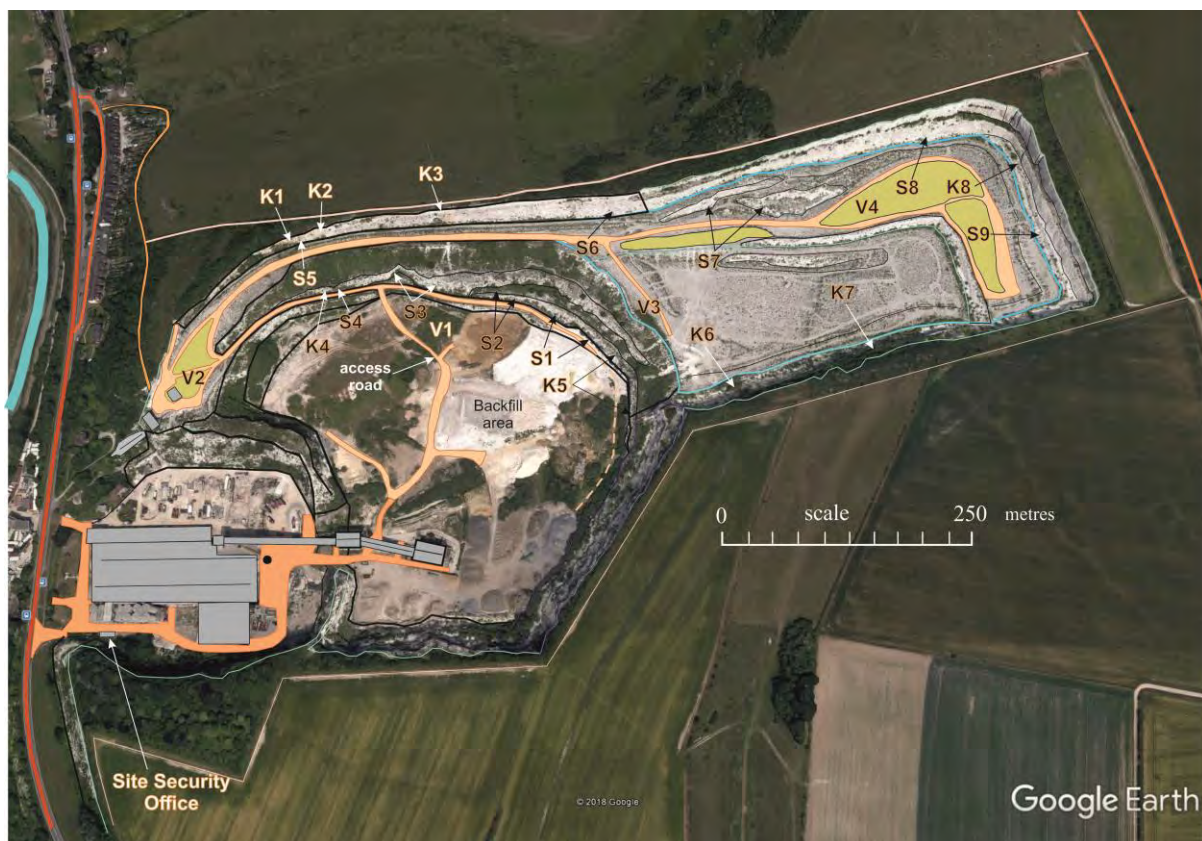 K1
K2
K3
S5
S6
S7
S8
K8
V4
S9
V3
K7
K6
S3
S4
K4
V1
S2
S1
K5
V2
access
road
Backfill
area
0 scale 250 metres
Site Security
Office
© 2018 Google
Google Earth